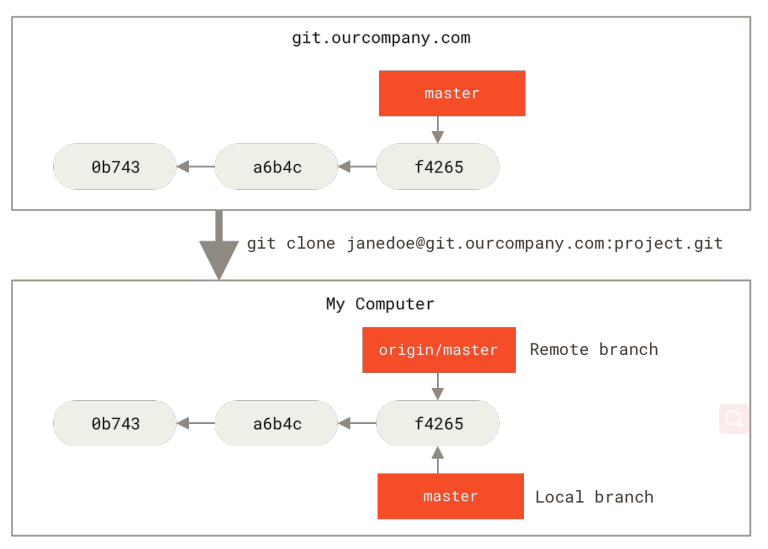 git.ourcompany.com
master
0b743
a6b4c
f4265
git clone janedoe@git.ourcompany.com:project.git
My Computer
origin/master
Remote branch
0b743
a6b4c
f4265
master
Local branch